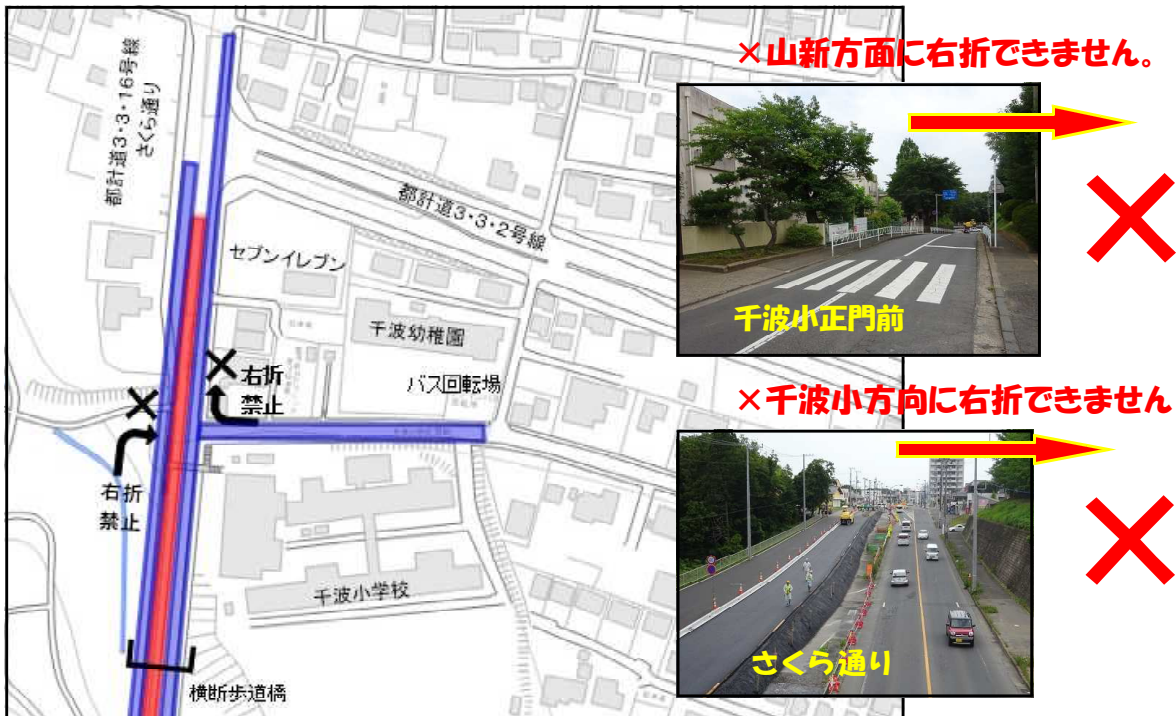 ×山新方面に右折できません。
都計道3・3・16号線
さくら通り
都計道3・3・2号線
セブンイレブン
千波幼稚園
千波小正門前
×右折
禁止
バス回転場
×千波小方向に右折できません
×
右折
禁止
千波小学校
さくら通り
横断歩道橋